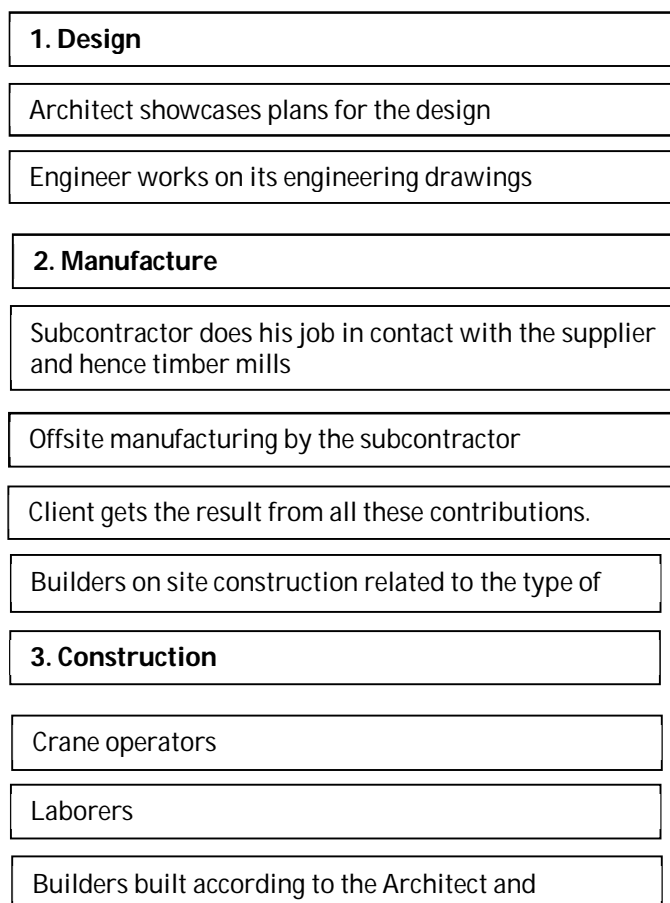 1. Design
Architect showcases plans for the design
Engineer works on its engineering drawings
2. Manufacture
Subcontractor does his job in contact with the supplier
and hence timber mills
Offsite manufacturing by the subcontractor
Client gets the result from all these contributions.
Builders on site construction related to the type of
3. Construction
Crane operators
Laborers
Builders built according to the Architect and